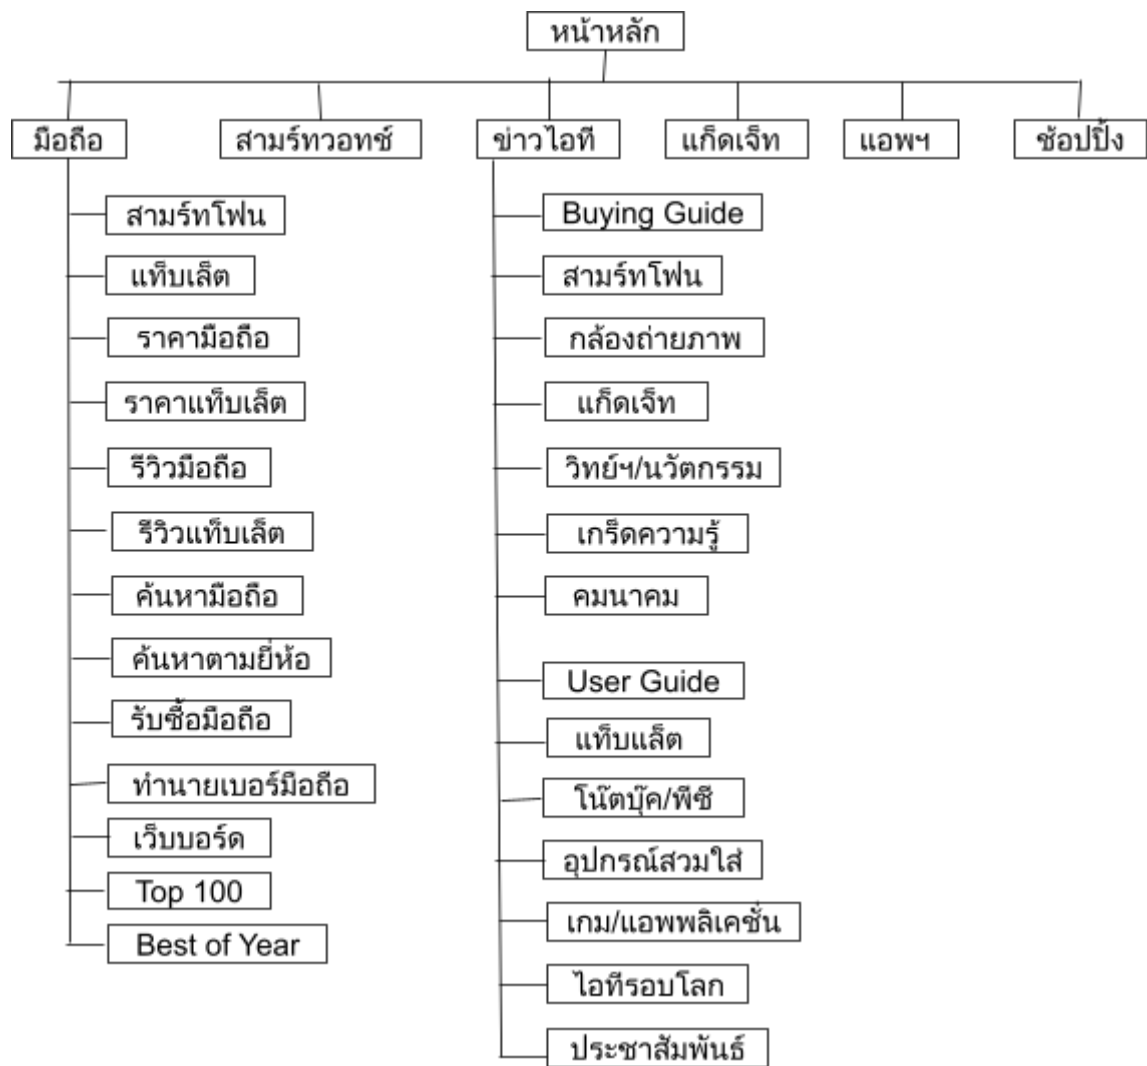 หน้าหลัก
มือถือ
สามร์ทวอทช์
ข่าวไอที
แก็ดเจ็ท
แอพฯ
ช้อปปิ้ง
สามร์ทโฟน
แท็บเล็ต
ราคามือถือ
ราคาแท็บเล็ต
รีวิวมือถือ
รีวิวแท็บเล็ต
ค้นหามือถือ
ค้นหาตามยี่ห้อ
รับซื้อมือถือ
ทำนายเบอร์มือถือ
เว็บบอร์ด
Top 100
Best of Year
Buying Guide
สามร์ทโฟน
กล้องถ่ายภาพ
แก็ดเจ็ท
วิทย์ฯ/นวัตกรรม
เกร็ดความรู้
คมนาคม
User Guide
แท็บแล็ต
โน๊ตบุ๊ค/พีซี
อุปกรณ์สวมใส่
เกม/แอพพลิเคชั่น
ไอทีรอบโลก
ประชาสัมพันธ์